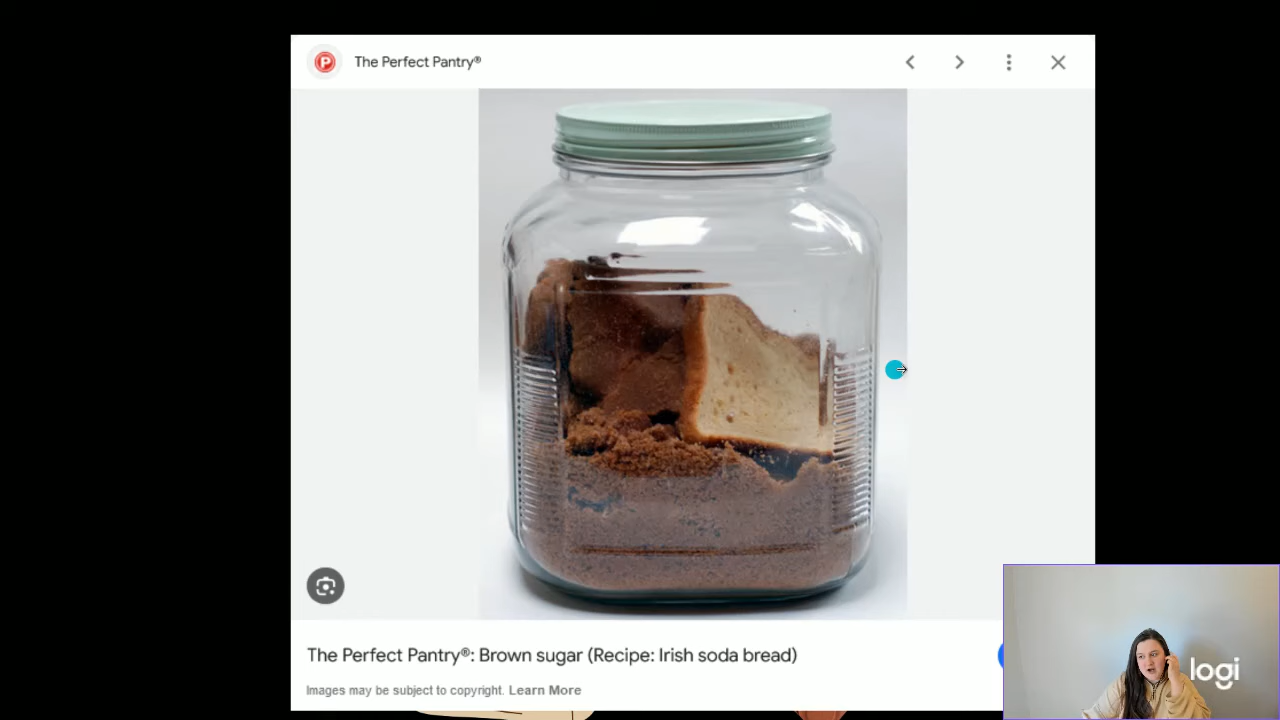 The Perfect Pantry®
The Perfect Pantry®: Brown sugar (Recipe: Irish soda bread)
Images may be subject to copyright. Learn More
logi